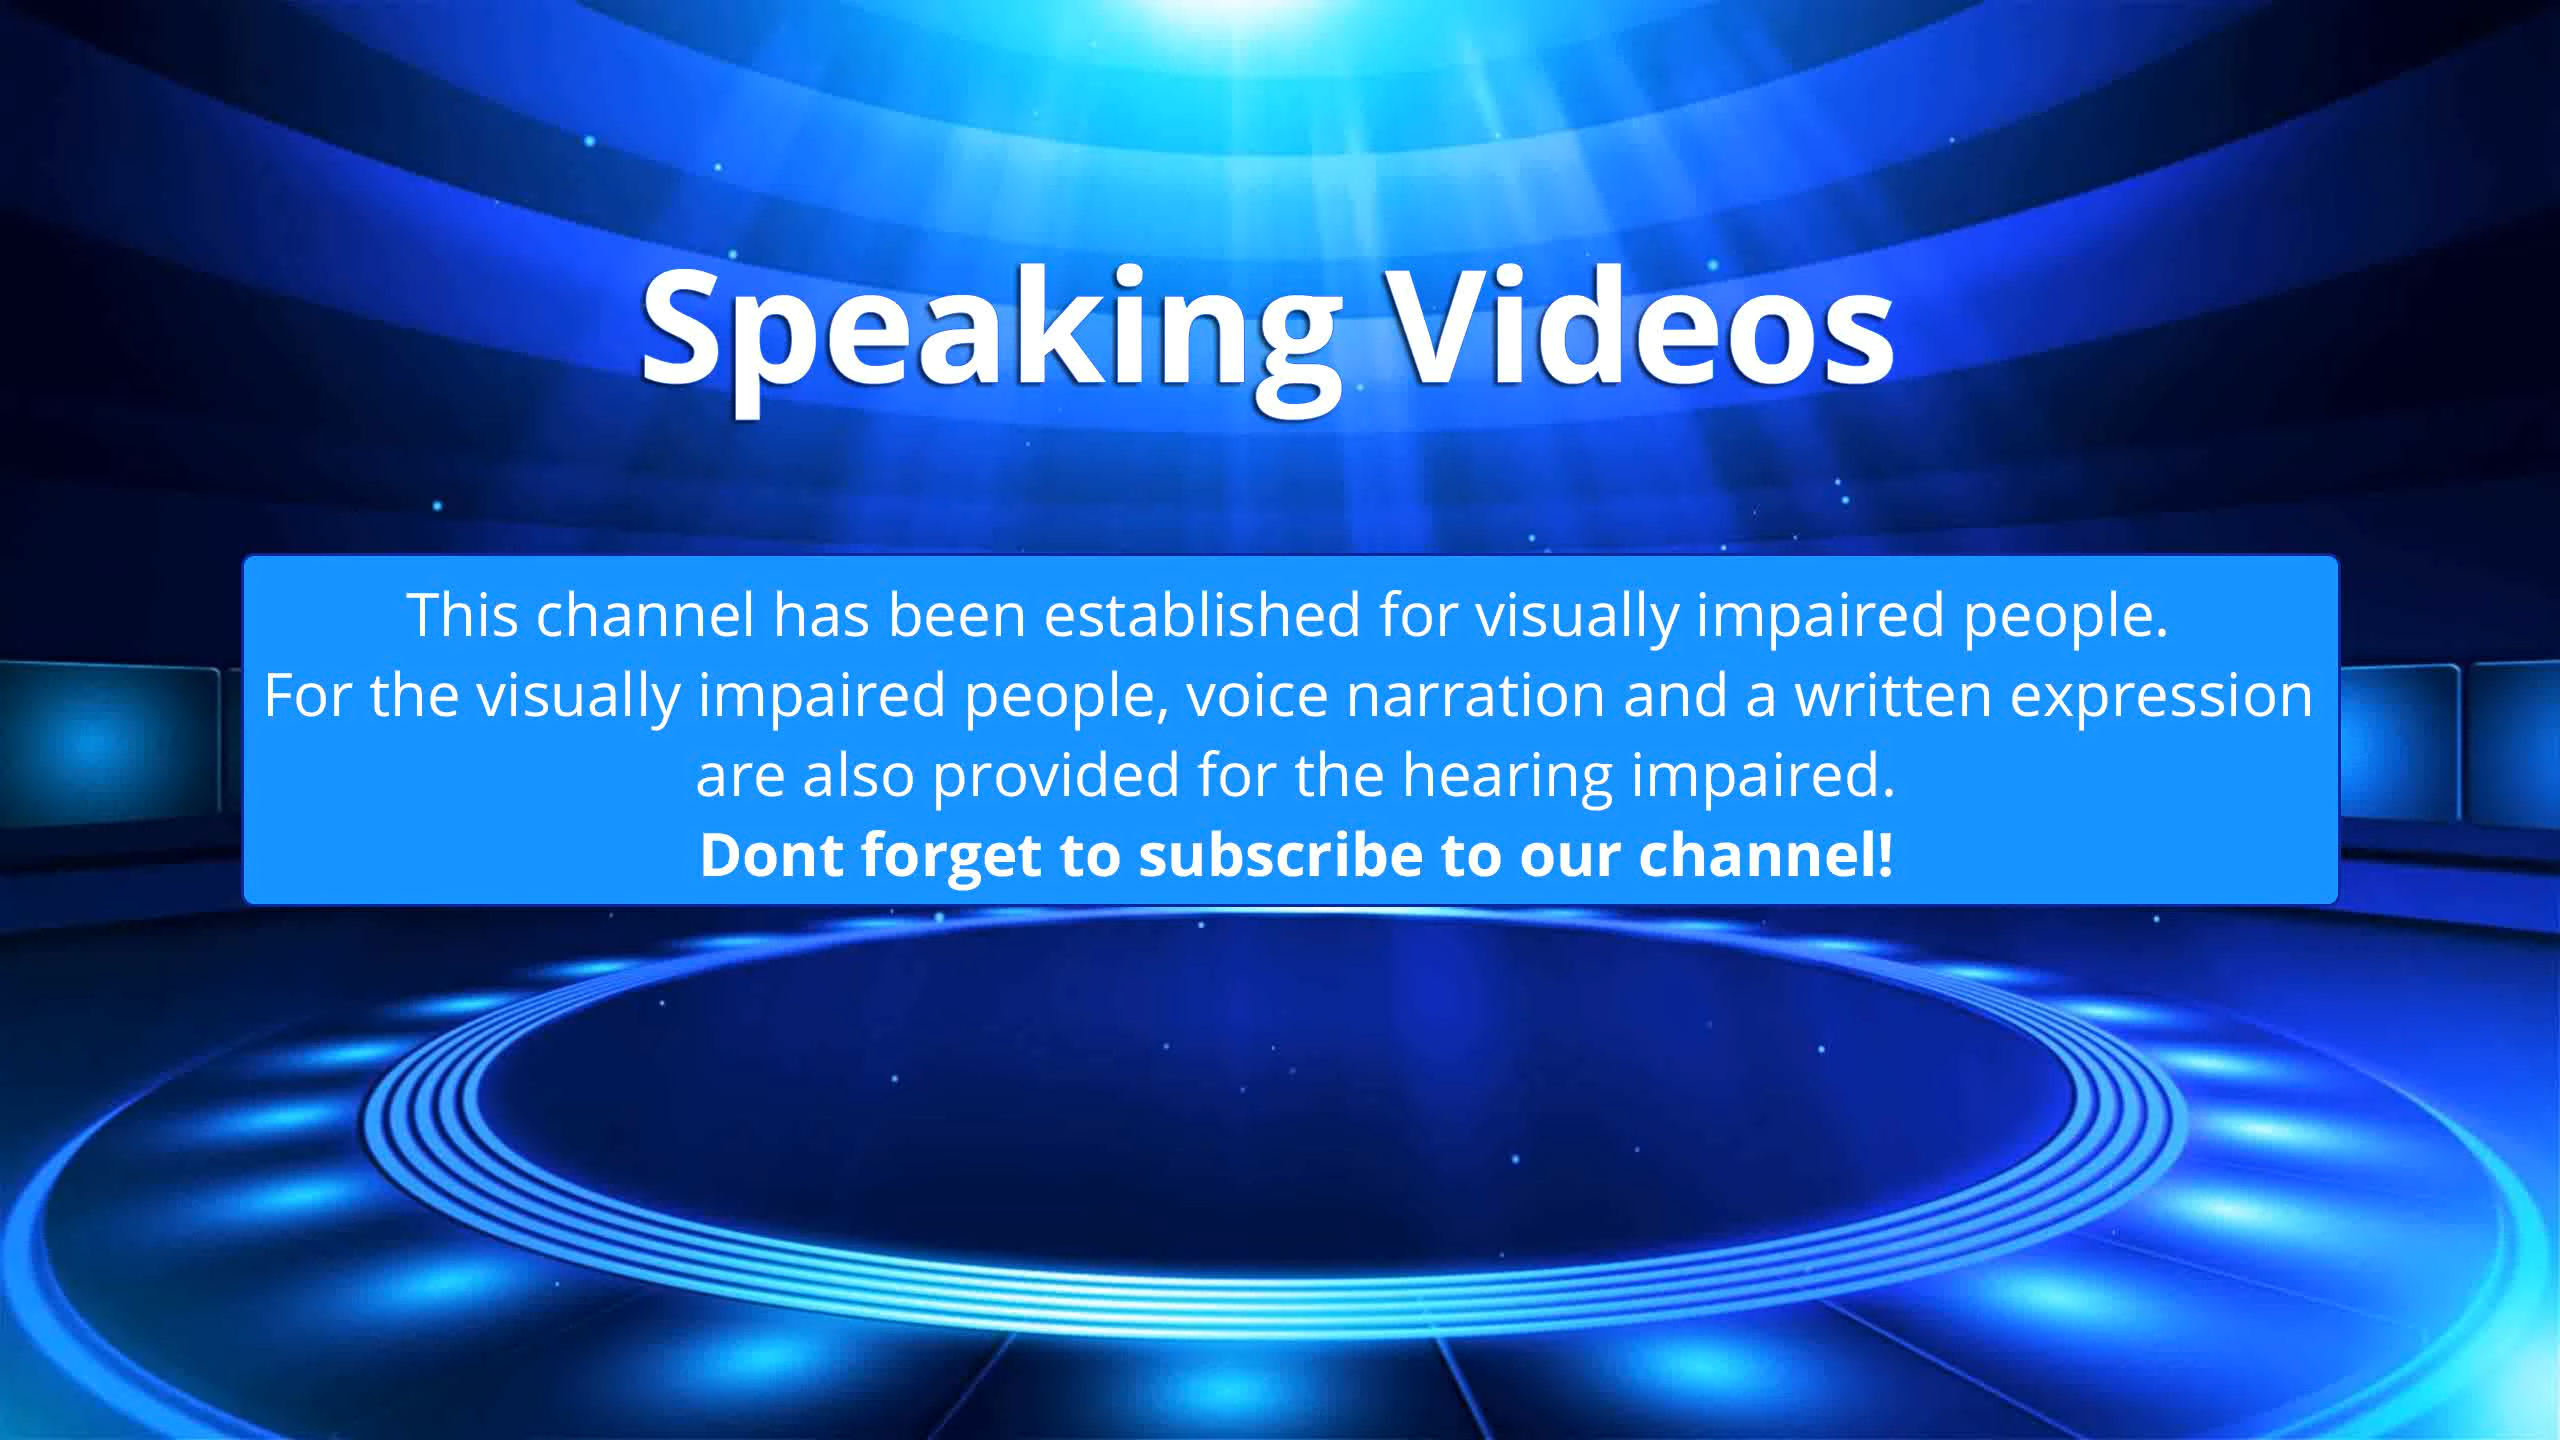 Speaking Videos
This channel has been established for visually impaired people.
For the visually impaired people, voice narration and a written expression
are also provided for the hearing impaired.
Dont forget to subscribe to our channel!